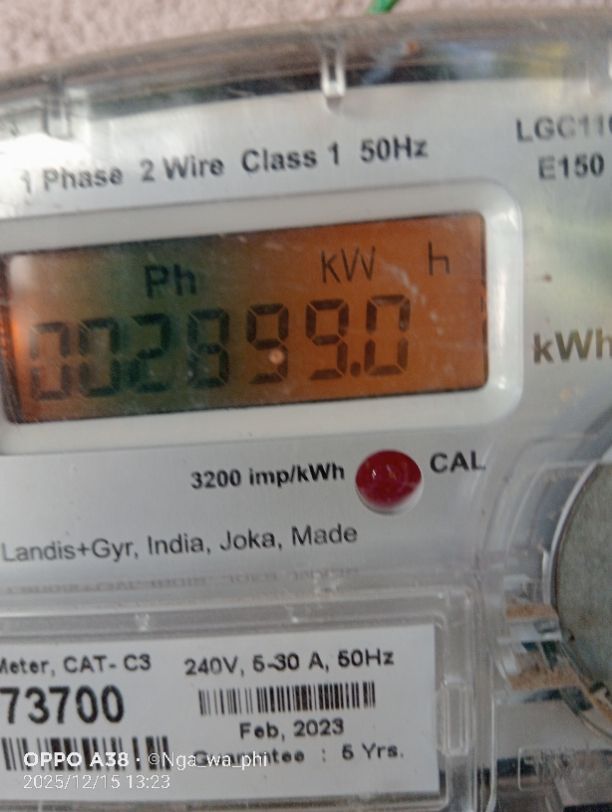 LGC11
1 Phase 2 Wire Class 1 50Hz
E150
Ph KW h
002899.0
kWh
3200 imp/kWh CAL
Landis+Gyr, India, Joka, Made
Meter, CAT- C3 240V, 5-30 A, 50Hz
73700
Feb, 2023
Guarantee : 5 Yrs.
OPPO A38 · ©Nga_wa_phi
2025/12/15 13:23